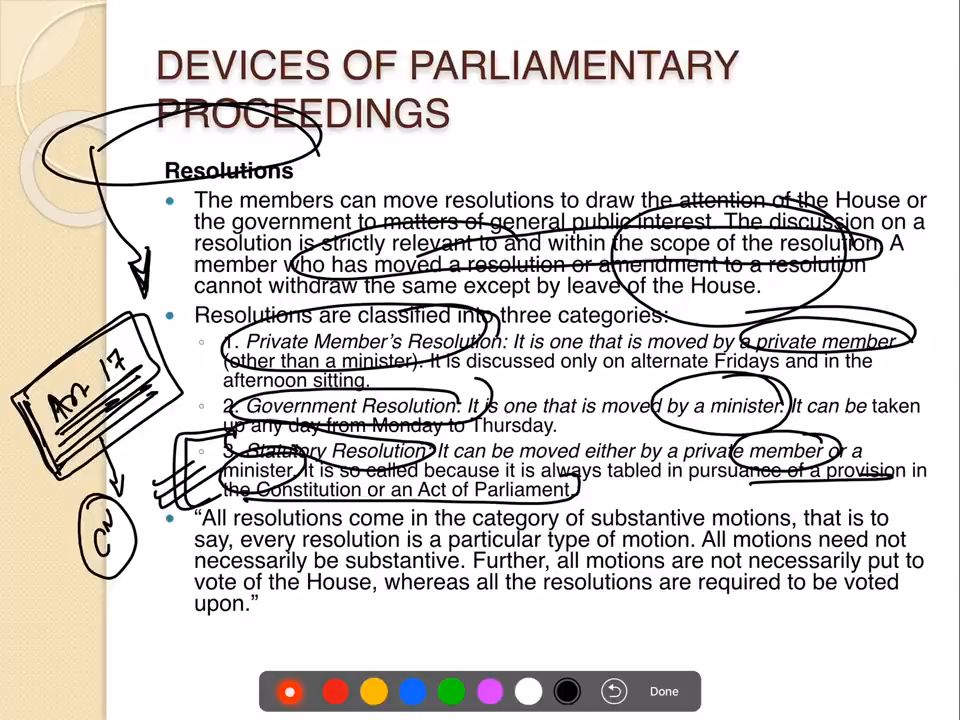 DEVICES OF PARLIAMENTARY
PROCEEDINGS
Resolutions
The members can move resolutions to draw the attention of the House or
the government to matters of general public interest. The discussion on a
resolution is strictly relevant to and within the scope of the resolution. A
member who has moved a resolution or amendment to a resolution
cannot withdraw the same except by leave of the House.
Resolutions are classified into three categories:
1. Private Member’s Resolution: It is one that is moved by a private member
(other than a minister). It is discussed only on alternate Fridays and in the
afternoon sitting.
2. Government Resolution: It is one that is moved by a minister. It can be taken
up any day from Monday to Thursday.
3. Statutory Resolution: It can be moved either by a private member or a
minister. It is so called because it is always tabled in pursuance of a provision in
the Constitution or an Act of Parliament.
“All resolutions come in the category of substantive motions, that is to
say, every resolution is a particular type of motion. All motions need not
necessarily be substantive. Further, all motions are not necessarily put to
vote of the House, whereas all the resolutions are required to be voted
upon.”
Art 17
Done